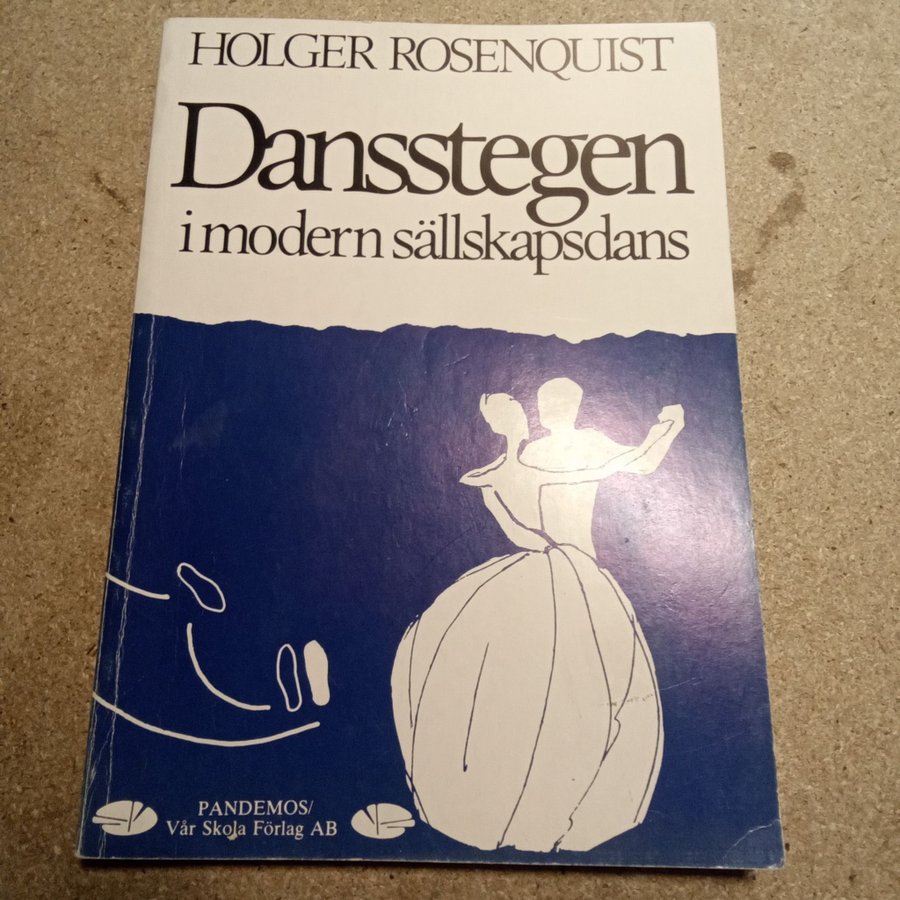 HOLGER ROSENQUIST
Dansstegen
i modern sällskapsdans
PANDEMOS/
Vår Skola Förlag AB